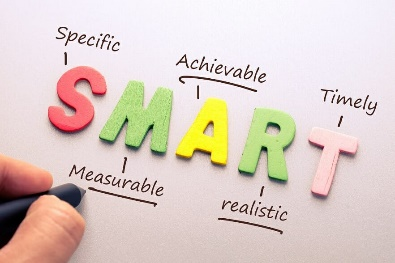 Specific
Achievable
Timely
SMART
Measurable
realistic